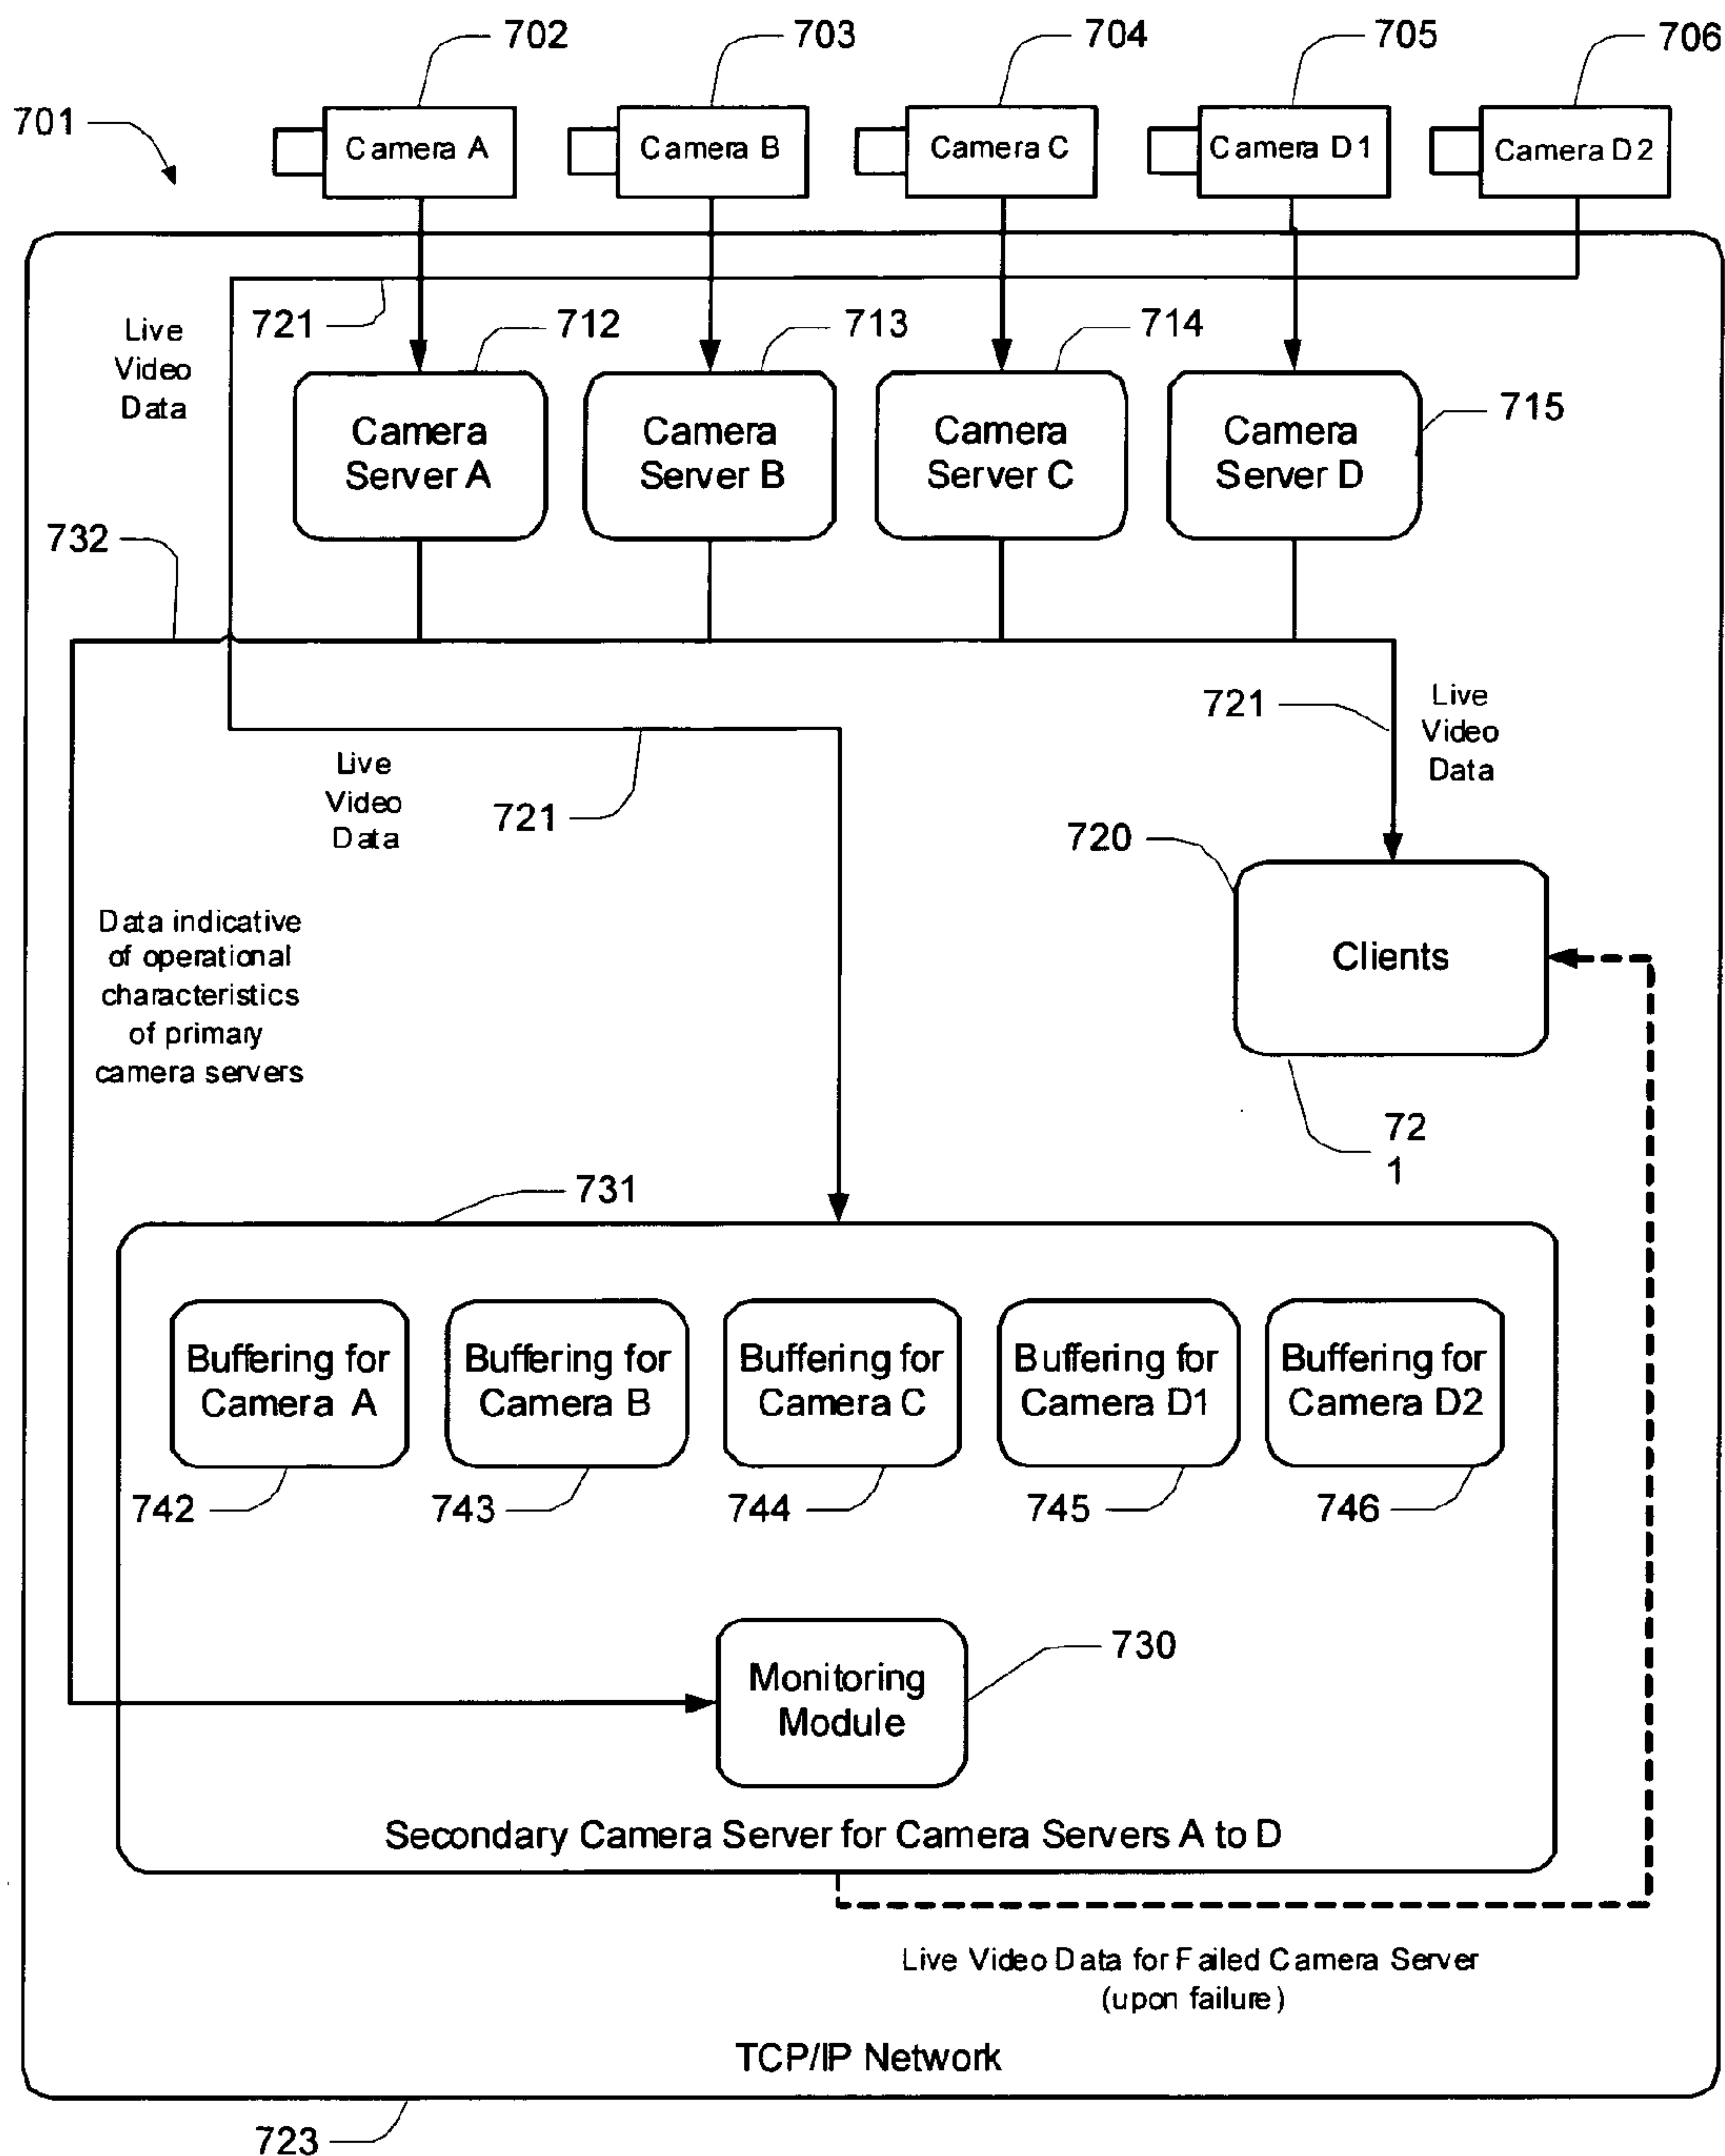 702
703
704
705
706
701
Camera A
Camera B
Camera C
Camera D1
Camera D2
Live
Video
Data
721
712
713
714
715
Camera
Server A
Camera
Server B
Camera
Server C
Camera
Server D
732
721
Live
Video
Data
Live
Video
Data
721
720
Clients
72
1
Data indicative
of operational
characteristics
of primary
camera servers
731
Buffering for
Camera A
Buffering for
Camera B
Buffering for
Camera C
Buffering for
Camera D1
Buffering for
Camera D2
742
743
744
745
746
730
Monitoring
Module
Secondary Camera Server for Camera Servers A to D
Live Video Data for Failed Camera Server
(upon failure)
TCP/IP Network
723